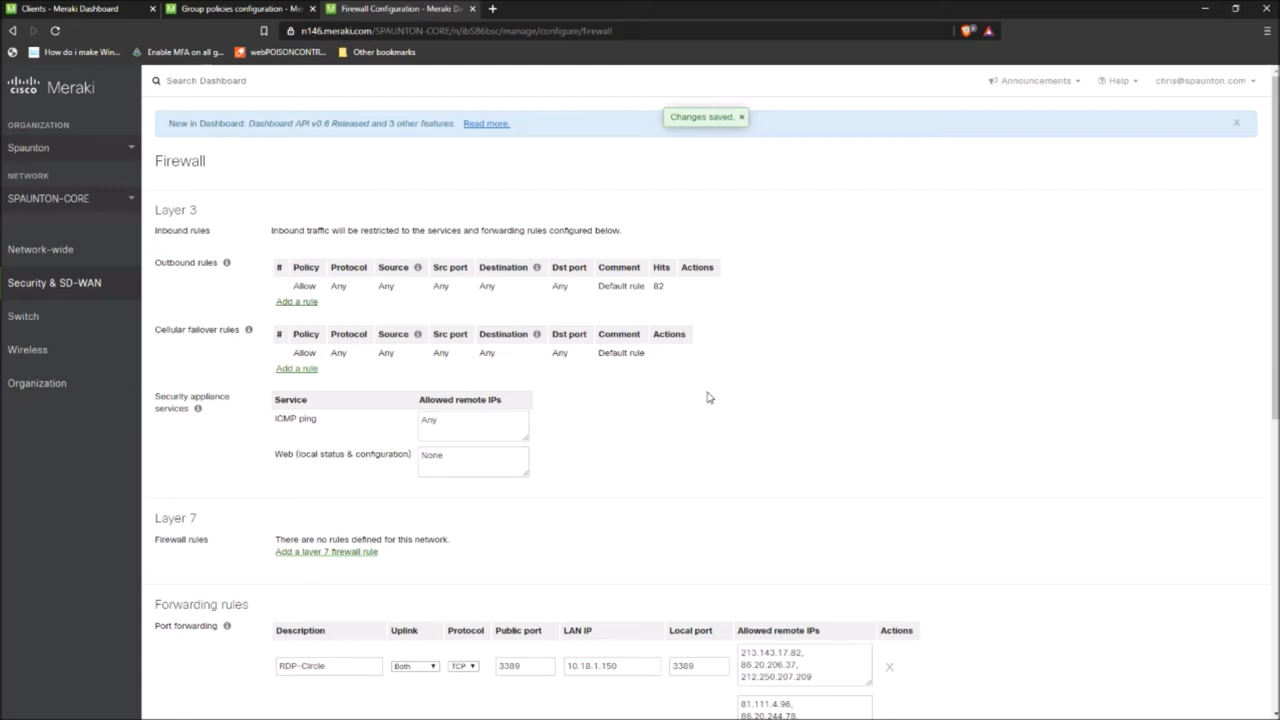 Clients - Meraki Dashboard
Group policies configuration - Me
Firewall Configuration - Meraki Da
n146.meraki.com/SPAUNTON-CORE/n/ib586bsc/manage/configure/firewall
How do i make Win...
Enable MFA on all g...
webPOISONCONTR...
Other bookmarks
cisco Meraki
Search Dashboard
Announcements
Help
chris@spaunton.com
New in Dashboard: Dashboard API v0.6 Released and 3 other features. Read more.
Changes saved. ×
ORGANIZATION
Spaunton
NETWORK
SPAUNTON-CORE
Network-wide
Security & SD-WAN
Switch
Wireless
Organization
Firewall
Layer 3
Inbound rules Inbound traffic will be restricted to the services and forwarding rules configured below.
Outbound rules
# Policy Protocol Source Src port Destination Dst port Comment Hits Actions
Allow Any Any Any Any Any Default rule 82
Add a rule
Cellular failover rules
# Policy Protocol Source Src port Destination Dst port Comment Actions
Allow Any Any Any Any Any Default rule
Add a rule
Security appliance
services
Service Allowed remote IPs
ICMP ping Any
Web (local status & configuration) None
Layer 7
Firewall rules There are no rules defined for this network.
Add a layer 7 firewall rule
Forwarding rules
Port forwarding
Description Uplink Protocol Public port LAN IP Local port Allowed remote IPs Actions
RDP-Circle Both TCP 3389 10.18.1.150 3389
213.143.17.82,
86.20.206.37,
212.250.207.209
X
81.111.4.96,
86.20.244.78,